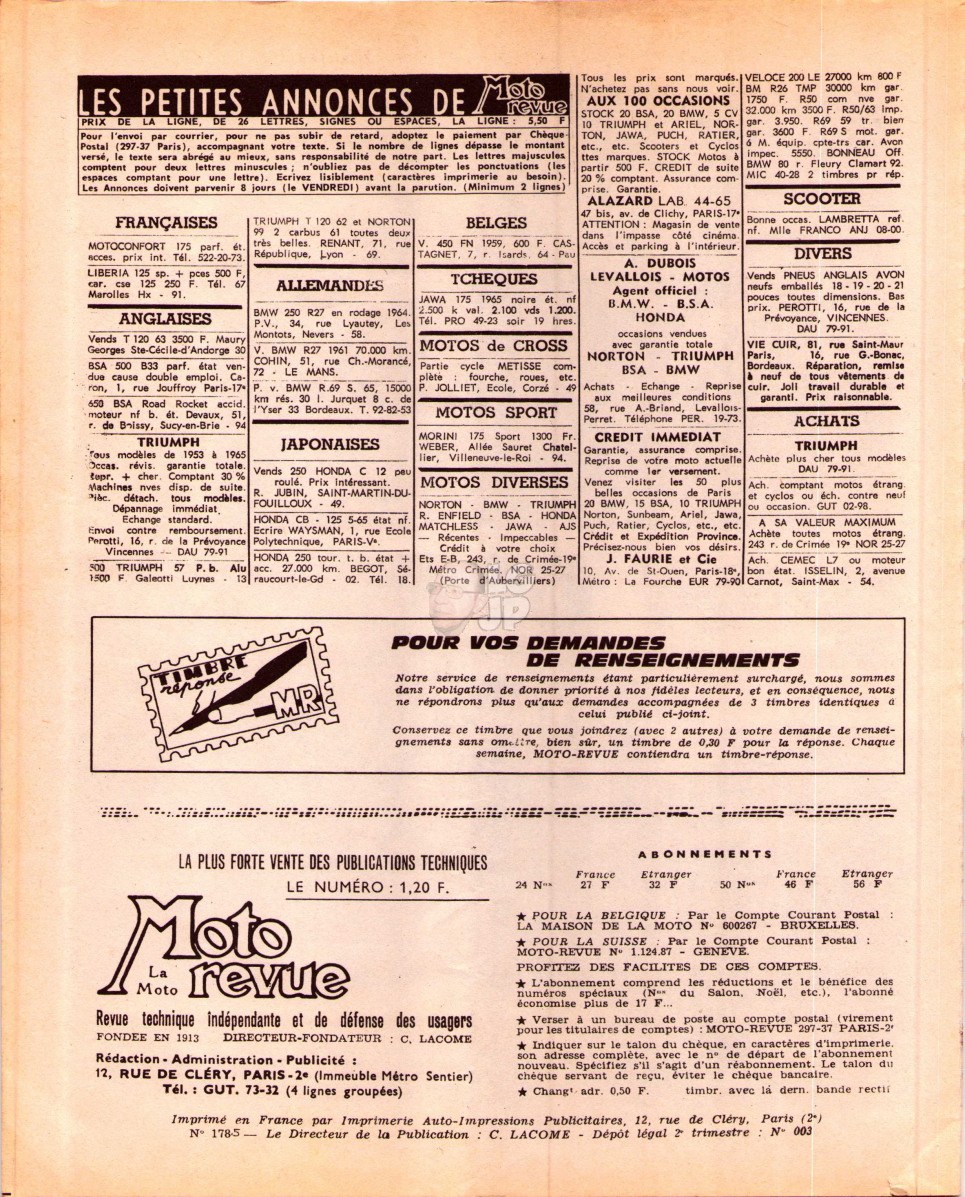 LES PETITES ANNONCES DE Moto revue
PRIX DE LA LIGNE, DE 26 LETTRES, SIGNES OU ESPACES, LA LIGNE : 5,50 F
Pour l'envoi par courrier, pour ne pas subir de retard, adoptez le paiement par Chèque-
Postal (297-37 Paris), accompagnant votre texte. Si le nombre de lignes dépasse le montant
versé, le texte sera abrégé au mieux, sans responsabilité de notre part. Les lettres majuscules
comptent pour deux lettres minuscules ; n'oubliez pas de décompter les ponctuations (les
espaces comptant pour une lettre). Ecrivez lisiblement (caractères imprimerie au besoin).
Les Annonces doivent parvenir 8 jours (le VENDREDI) avant la parution. (Minimum 2 lignes)
FRANÇAISES
MOTOCONFORT 175 parf. ét.
acces. prix int. Tél. 522-20-73.
LIBERIA 125 sp. + pces 500 F,
car. cse 125 250 F. Tél. 67
Marolles Hx - 91.
ANGLAISES
Vends T 120 63 3500 F. Maury
Georges Ste-Cécile-d'Andorge 30
BSA 500 B33 parf. état ven-
due cause double emploi. Ca-
ron, 1, rue Jouffroy Paris-17e
650 BSA Road Rocket accid.
moteur nf b. ét. Devaux, 51,
r. de Boissy, Sucy-en-Brie - 94
TRIUMPH
Tous modèles de 1953 à 1965
Occas. révis. garantie totale.
Repr. + cher. Comptant 30 %
Machines nves disp. de suite.
Pièc. détach. tous modèles.
Dépannage immédiat.
Echange standard.
Envoi contre remboursement.
Perotti, 16, r. de la Prévoyance
Vincennes — DAU 79-91
500 TRIUMPH 57 P.b. Alu
1500 F. Galeotti Luynes - 13
TRIUMPH T 120 62 et NORTON
99 2 carbus 61 toutes deux
très belles. RENANT, 71, rue
République, Lyon - 69.
ALLEMANDES
BMW 250 R27 en rodage 1964.
P.V., 34, rue Lyautey, Les
Montots, Nevers - 58.
V. BMW R27 1961 70.000 km.
COHIN, 51, rue Ch.-Morancé,
72 - LE MANS.
P. v. BMW R.69 S. 65, 15000
km rés. 30 l. Jurquet 8 c. de
l'Yser 33 Bordeaux. T. 92-82-53
JAPONAISES
Vends 250 HONDA C 12 peu
roulé. Prix intéressant.
R. JUBIN, SAINT-MARTIN-DU-
FOUILLOUX - 49.
HONDA CB - 125 5-65 état nf.
Ecrire WAYSMAN, 1, rue Ecole
Polytechnique, PARIS-Ve.
HONDA 250 tour. t. b. état +
acc. 27.000 km. BEGOT, Sé-
raucourt-le-Gd - 02. Tél. 18.
BELGES
V. 450 FN 1959, 600 F. CAS-
TAGNET, 7, r. Isards. 64 - Pau
TCHEQUES
JAWA 175 1965 noire ét. nf
2.500 k val. 2.100 vds 1.200.
Tél. PRO 49-23 soir 19 hres.
MOTOS de CROSS
Partie cycle METISSE com-
plète : fourche, roues, etc.
P. JOLLIET, Ecole, Corzé - 49
MOTOS SPORT
MORINI 175 Sport 1300 Fr.
WEBER, Allée Sauret Chatel-
lier, Villeneuve-le-Roi - 94.
MOTOS DIVERSES
NORTON - BMW - TRIUMPH
R. ENFIELD - BSA - HONDA
MATCHLESS - JAWA - AJS
— Récentes - Impeccables —
Crédit à votre choix
Ets E-B, 243, r. de Crimée-19e
Métro Crimée. NOR 25-27
(Porte d'Aubervilliers)
Tous les prix sont marqués.
N'achetez pas sans nous voir.
AUX 100 OCCASIONS
STOCK 20 BSA, 20 BMW, 5 CV
10 TRIUMPH et ARIEL, NOR-
TON, JAWA, PUCH, RATIER,
etc., etc. Scooters et Cyclos
ttes marques. STOCK Motos à
partir 500 F. CREDIT de suite
20 % comptant. Assurance com-
prise. Garantie.
ALAZARD LAB. 44-65
47 bis, av. de Clichy, PARIS-17e
ATTENTION : Magasin de vente
dans l'impasse côté cinéma.
Accès et parking à l'intérieur.
A. DUBOIS
LEVALLOIS - MOTOS
Agent officiel :
B.M.W. - B.S.A.
HONDA
occasions vendues
avec garantie totale
NORTON - TRIUMPH
BSA - BMW
Achats - Echange - Reprise
aux meilleures conditions
58, rue A.-Briand, Levallois-
Perret. Téléphone PER. 19-73.
CREDIT IMMEDIAT
Garantie, assurance comprise.
Reprise de votre moto actuelle
comme 1er versement.
Venez visiter les 50 plus
belles occasions de Paris
20 BMW, 15 BSA, 10 TRIUMPH
Norton, Sunbeam, Ariel, Jawa,
Puch, Ratier, Cyclos, etc., etc.
Crédit et Expédition Province.
Précisez-nous bien vos désirs.
J. FAURIE et Cie
10, Av. de St-Ouen, Paris-18e,
Métro : La Fourche EUR 79-90
VELOCE 200 LE 27000 km 600 F
BM R26 TMP 30000 km gar.
1750 F. R50 com nve gar.
32.000 km 3500 F. R50/63 Imp.
gar. 3.950. R69 59 tr. bien
gar. 3600 F. R69 S mot. gar.
6 M. équip. cpte-trs car. Avon
impec. 5550. BONNEAU Off.
BMW 80 r. Fleury Clamart 92.
MIC 40-28 2 timbres pr rép.
SCOOTER
Bonne occas. LAMBRETTA ref.
nf. Mlle FRANCO ANJ 08-00.
DIVERS
Vends PNEUS ANGLAIS AVON
neufs emballés 18 - 19 - 20 - 21
pouces toutes dimensions. Bas
prix. PEROTTI, 16, rue de la
Prévoyance, VINCENNES.
DAU 79-91.
VIE CUIR, 81, rue Saint-Maur
Paris, 16, rue G.-Bonac,
Bordeaux. Réparation, remise
à neuf de tous vêtements de
cuir. Joli travail durable et
garanti. Prix raisonnable.
ACHATS
TRIUMPH
Achète plus cher tous modèles
DAU 79-91.
Ach. comptant motos étrang.
et cyclos ou éch. contre neuf
ou occasion. GUT 02-98.
A SA VALEUR MAXIMUM
Achète toutes motos étrang.
243 r. de Crimée 19e NOR 25-27
Ach. CEMEC L7 ou moteur
bon état. ISSELIN, 2, avenue
Carnot, Saint-Max - 54.
JP
TIMBRE
réponse
MR
POUR VOS DEMANDES
DE RENSEIGNEMENTS
Notre service de renseignements étant particulièrement surchargé, nous sommes
dans l'obligation de donner priorité à nos fidèles lecteurs, et en conséquence, nous
ne répondrons plus qu'aux demandes accompagnées de 3 timbres identiques à
celui publié ci-joint.
Conservez ce timbre que vous joindrez (avec 2 autres) à votre demande de rensei-
gnements sans omettre, bien sûr, un timbre de 0,30 F pour la réponse. Chaque
semaine, MOTO-REVUE contiendra un timbre-réponse.
LA PLUS FORTE VENTE DES PUBLICATIONS TECHNIQUES
LE NUMÉRO : 1,20 F.
Moto
La Moto revue
Revue technique indépendante et de défense des usagers
FONDEE EN 1913 DIRECTEUR-FONDATEUR : C. LACOME
Rédaction - Administration - Publicité :
12, RUE DE CLÉRY, PARIS-2e (Immeuble Métro Sentier)
Tél. : GUT. 73-32 (4 lignes groupées)
ABONNEMENTS
France Etranger France Etranger
24 Nos 27 F 32 F 50 Nos 46 F 56 F
★ POUR LA BELGIQUE : Par le Compte Courant Postal :
LA MAISON DE LA MOTO No 600267 - BRUXELLES.
★ POUR LA SUISSE : Par le Compte Courant Postal :
MOTO-REVUE No 1.124.87 - GENEVE.
PROFITEZ DES FACILITES DE CES COMPTES.
★ L'abonnement comprend les réductions et le bénéfice des
numéros spéciaux (Nos du Salon, Noël, etc.), l'abonné
économise plus de 17 F...
★ Verser à un bureau de poste au compte postal (virement
pour les titulaires de comptes) : MOTO-REVUE 297-37 PARIS-2e
★ Indiquer sur le talon du chèque, en caractères d'imprimerie.
son adresse complète, avec le no de départ de l'abonnement
nouveau. Spécifiez s'il s'agit d'un réabonnement. Le talon du
chèque servant de reçu, éviter le chèque bancaire.
★ Changt adr. 0,50 F. timbr. avec la dern. bande rectif
Imprimé en France par Imprimerie Auto-Impressions Publicitaires, 12, rue de Cléry, Paris (2e)
No 1785 — Le Directeur de la Publication : C. LACOME - Dépôt légal 2e trimestre : No 003